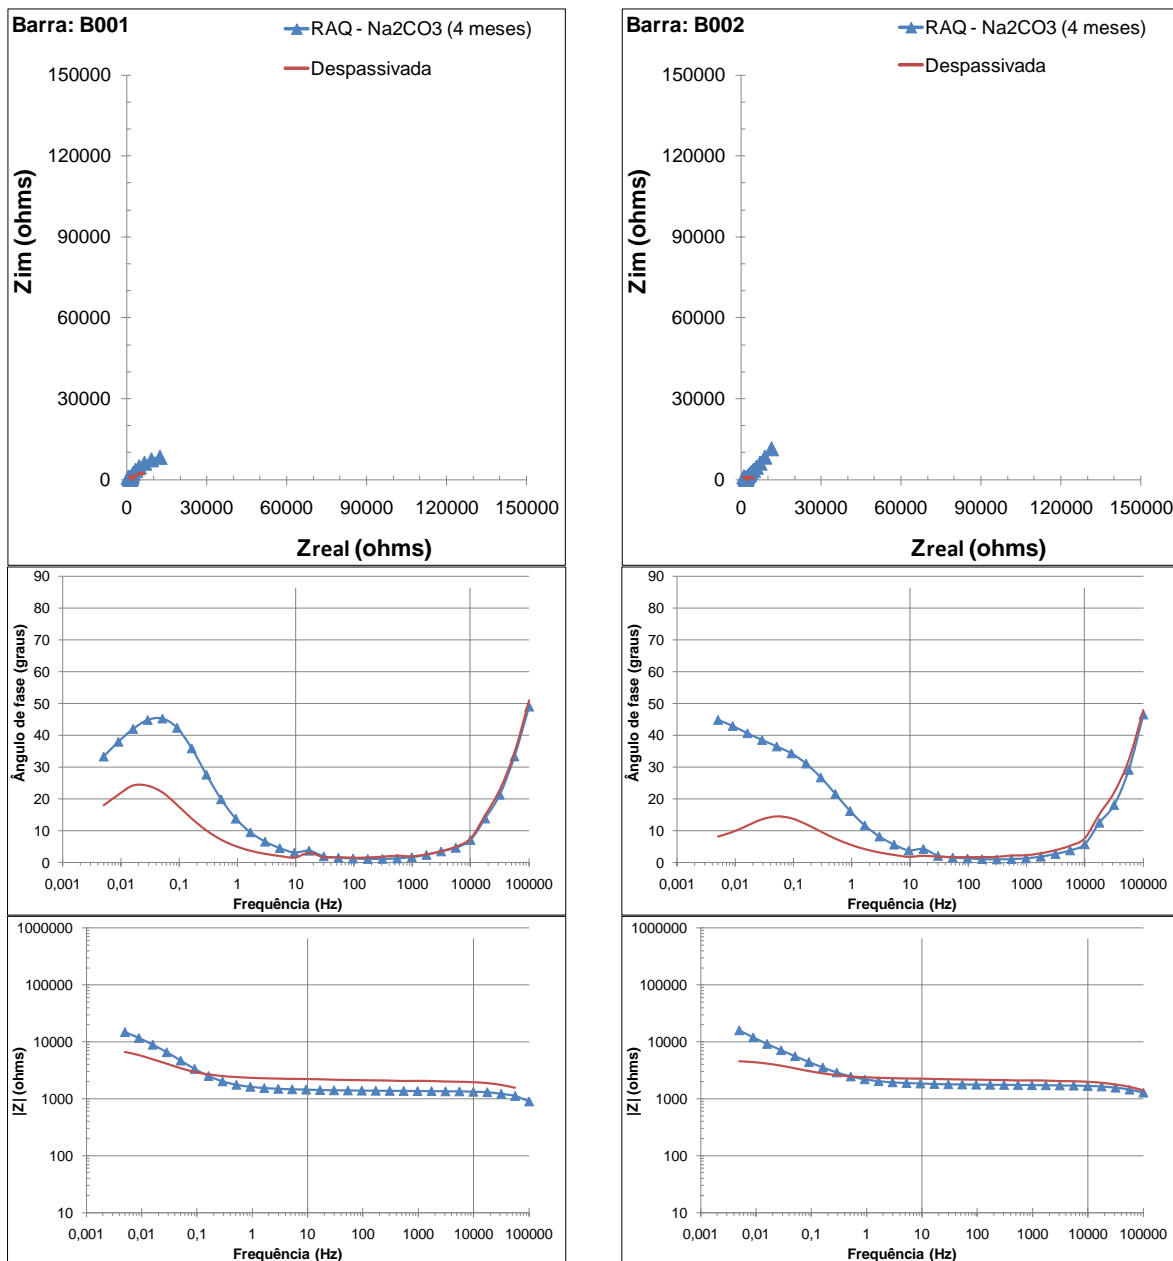 Barra: B001
RAQ - Na2CO3 (4 meses)
Despassivada
150000
120000
90000
60000
30000
0
Zim (ohms)
0 30000 60000 90000 120000 150000
Zreal (ohms)
90
80
70
60
50
40
30
20
10
0
Ângulo de fase (graus)
0,001 0,01 0,1 1 10 100 1000 10000 100000
Frequência (Hz)
1000000
100000
10000
1000
100
10
|Z| (ohms)
0,001 0,01 0,1 1 10 100 1000 10000 100000
Frequência (Hz)
Barra: B002
RAQ - Na2CO3 (4 meses)
Despassivada
150000
120000
90000
60000
30000
0
Zim (ohms)
0 30000 60000 90000 120000 150000
Zreal (ohms)
90
80
70
60
50
40
30
20
10
0
Ângulo de fase (graus)
0,001 0,01 0,1 1 10 100 1000 10000 100000
Frequência (Hz)
1000000
100000
10000
1000
100
10
|Z| (ohms)
0,001 0,01 0,1 1 10 100 1000 10000 100000
Frequência (Hz)